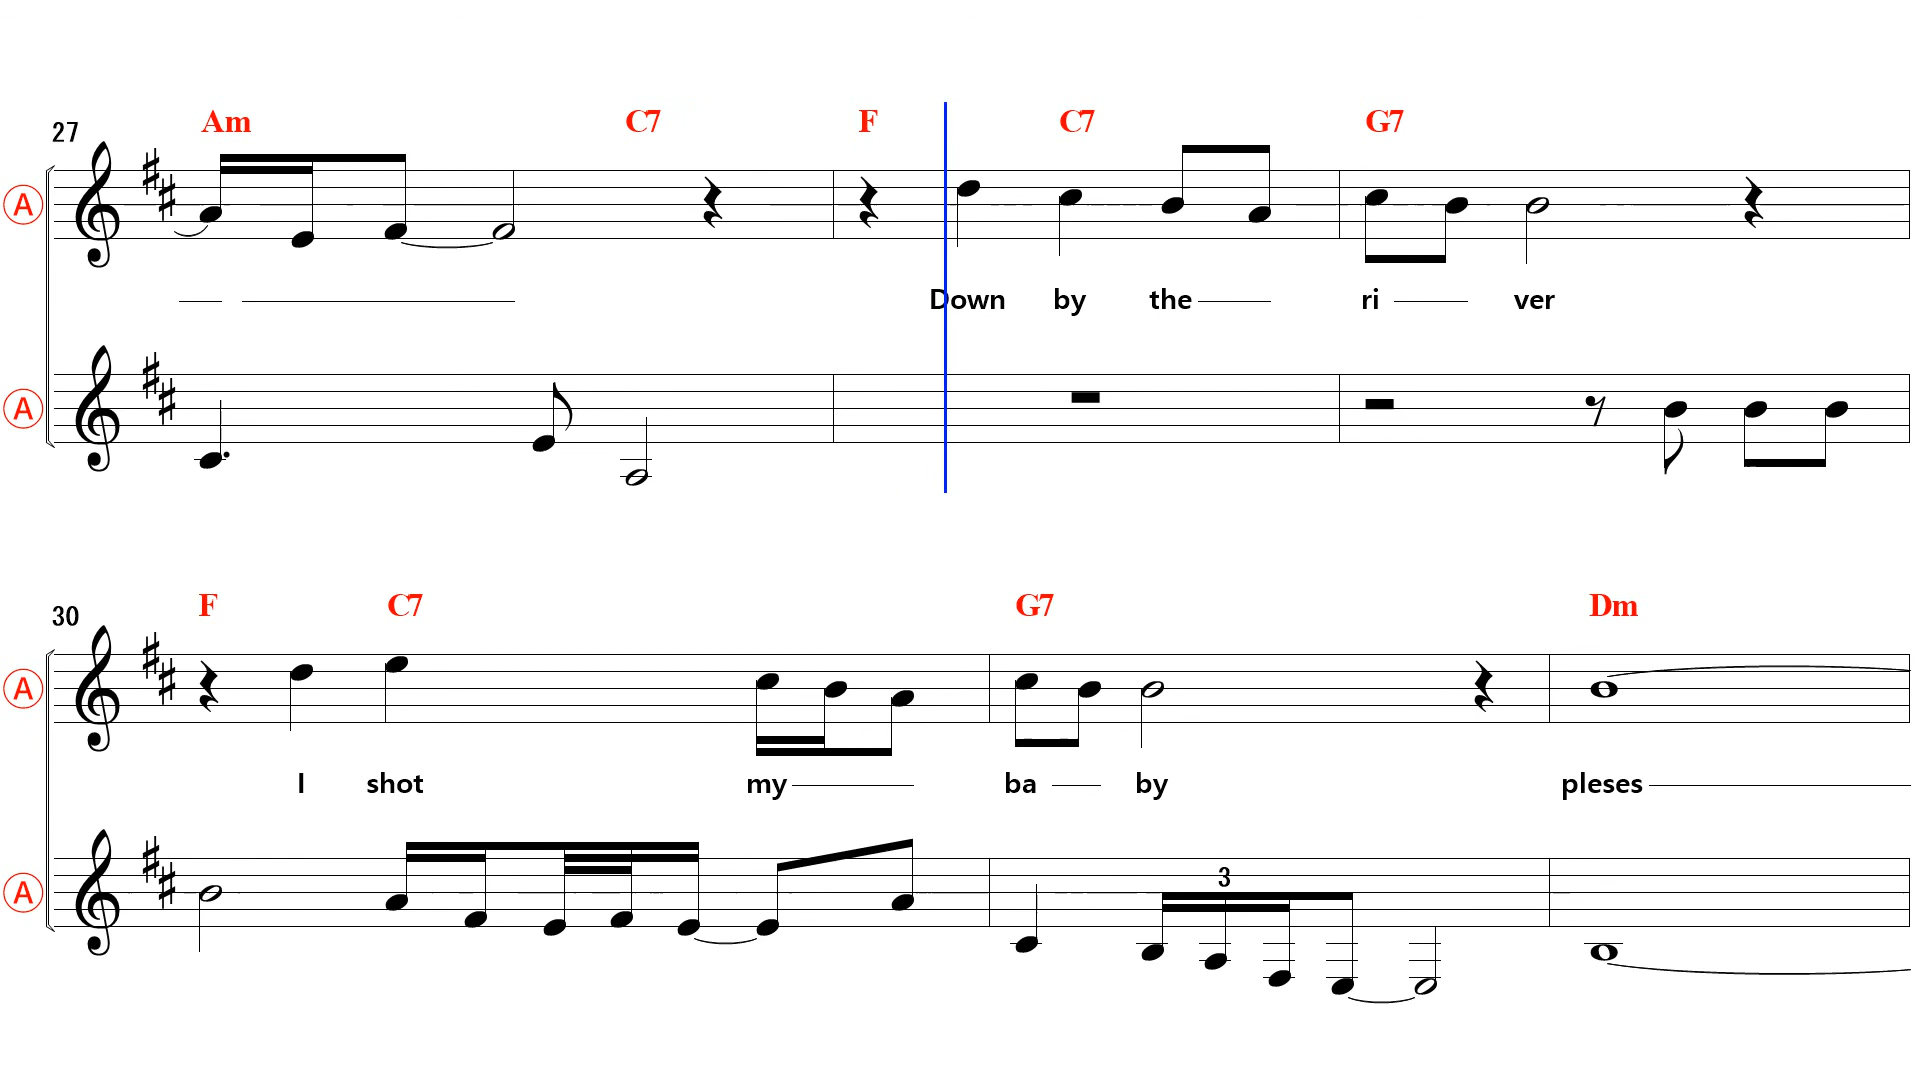 Am C7 F C7 G7
27
A
Down by the ri ver
A
F C7 G7 Dm
30
A
I shot my ba by pleses
3
A